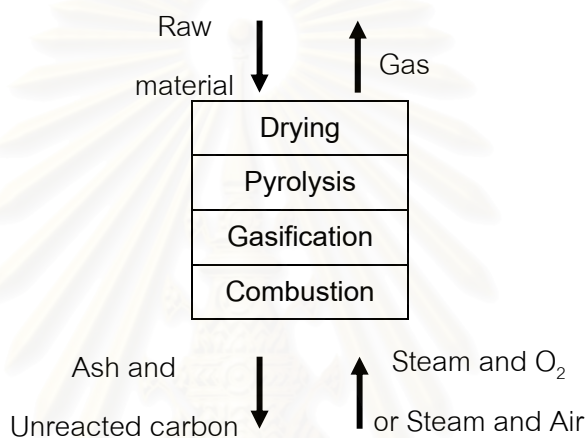 Raw
material
Gas
Drying
Pyrolysis
Gasification
Combustion
Ash and
Unreacted carbon
Steam and O₂
or Steam and Air